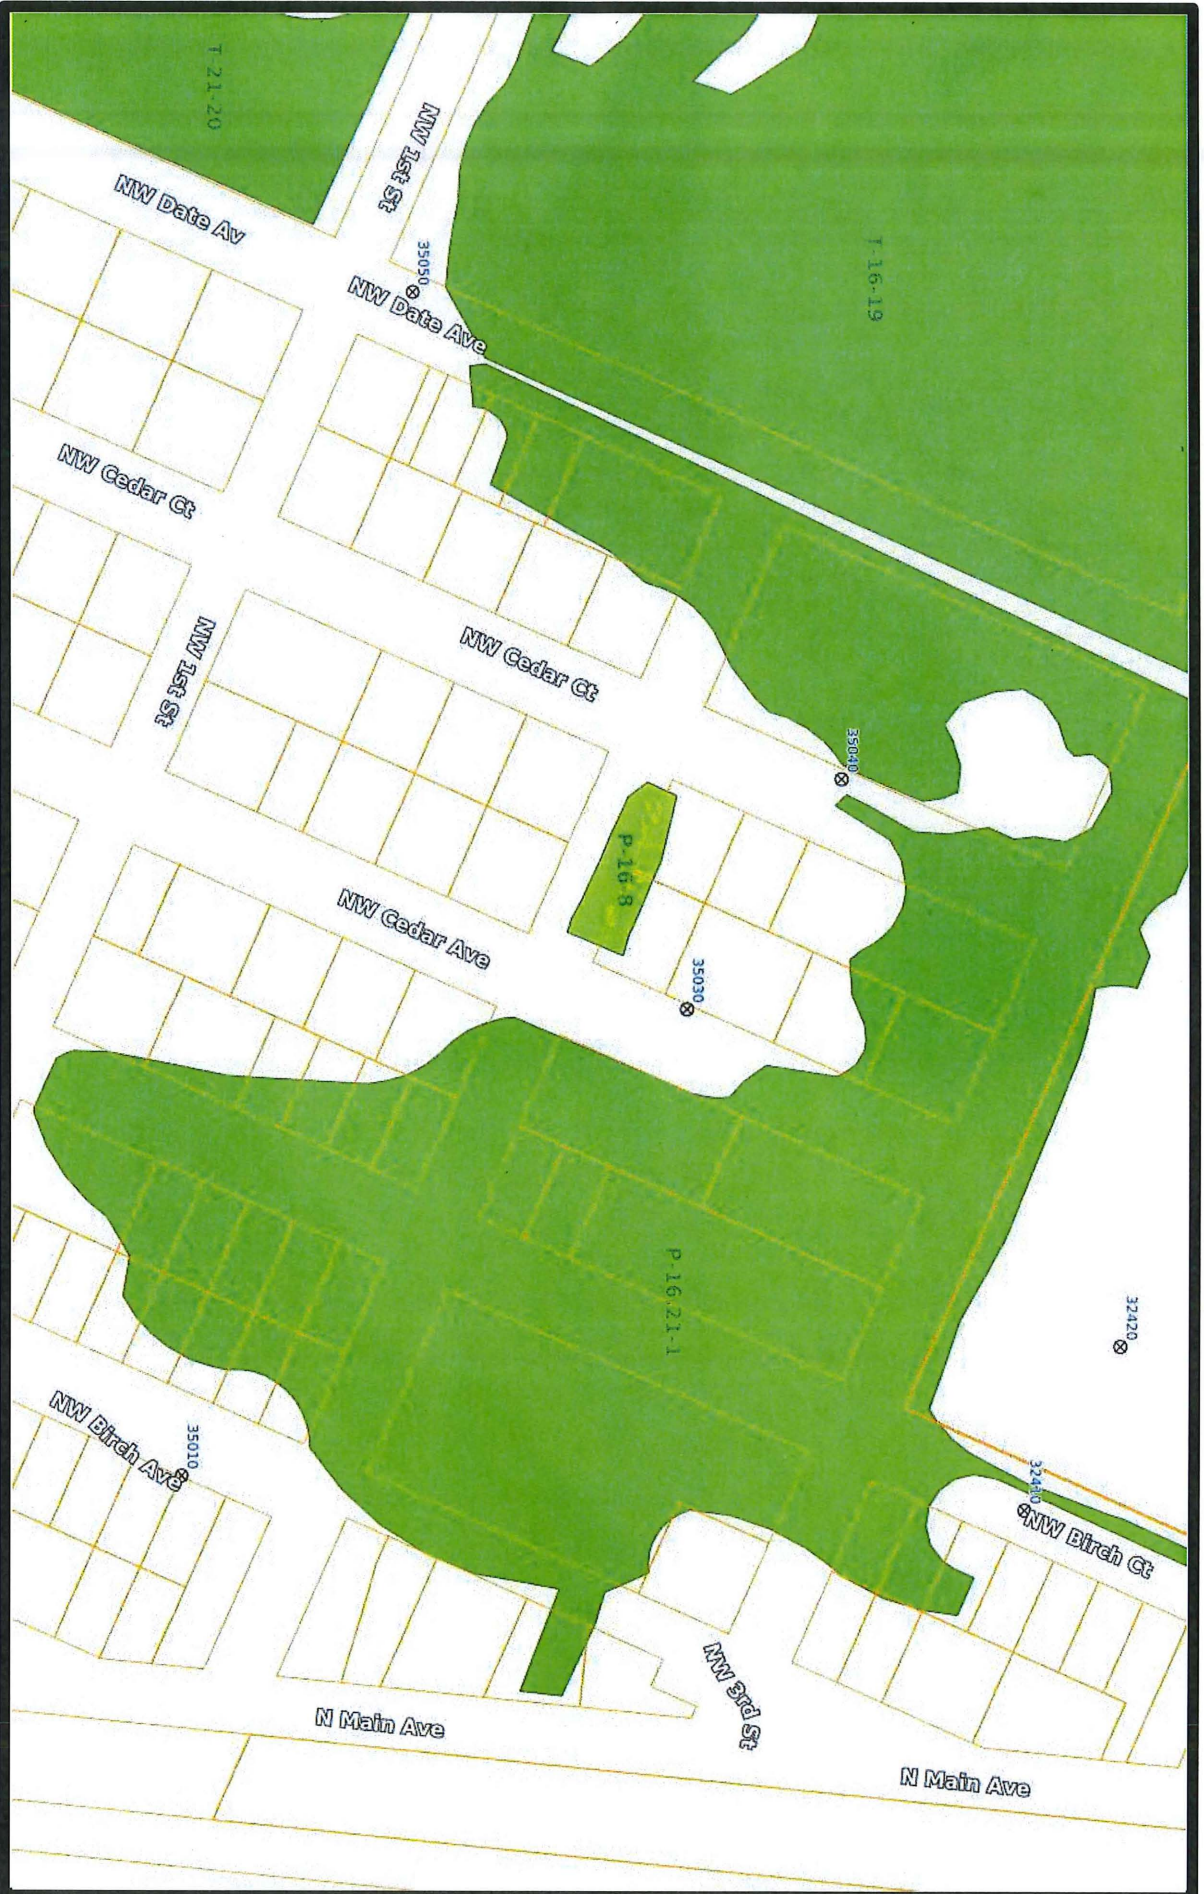 T 21-20
NW 1st St
T-16-19
NW Date Av
35050
NW Date Ave
NW Cedar Ct
NW Cedar Ct
NW 1st St
35040
P-16-8
NW Cedar Ave
35030
P-16,21-1
32420
NW Birch Ave
35010
32410
NW Birch Ct
NW 3rd St
N Main Ave
N Main Ave